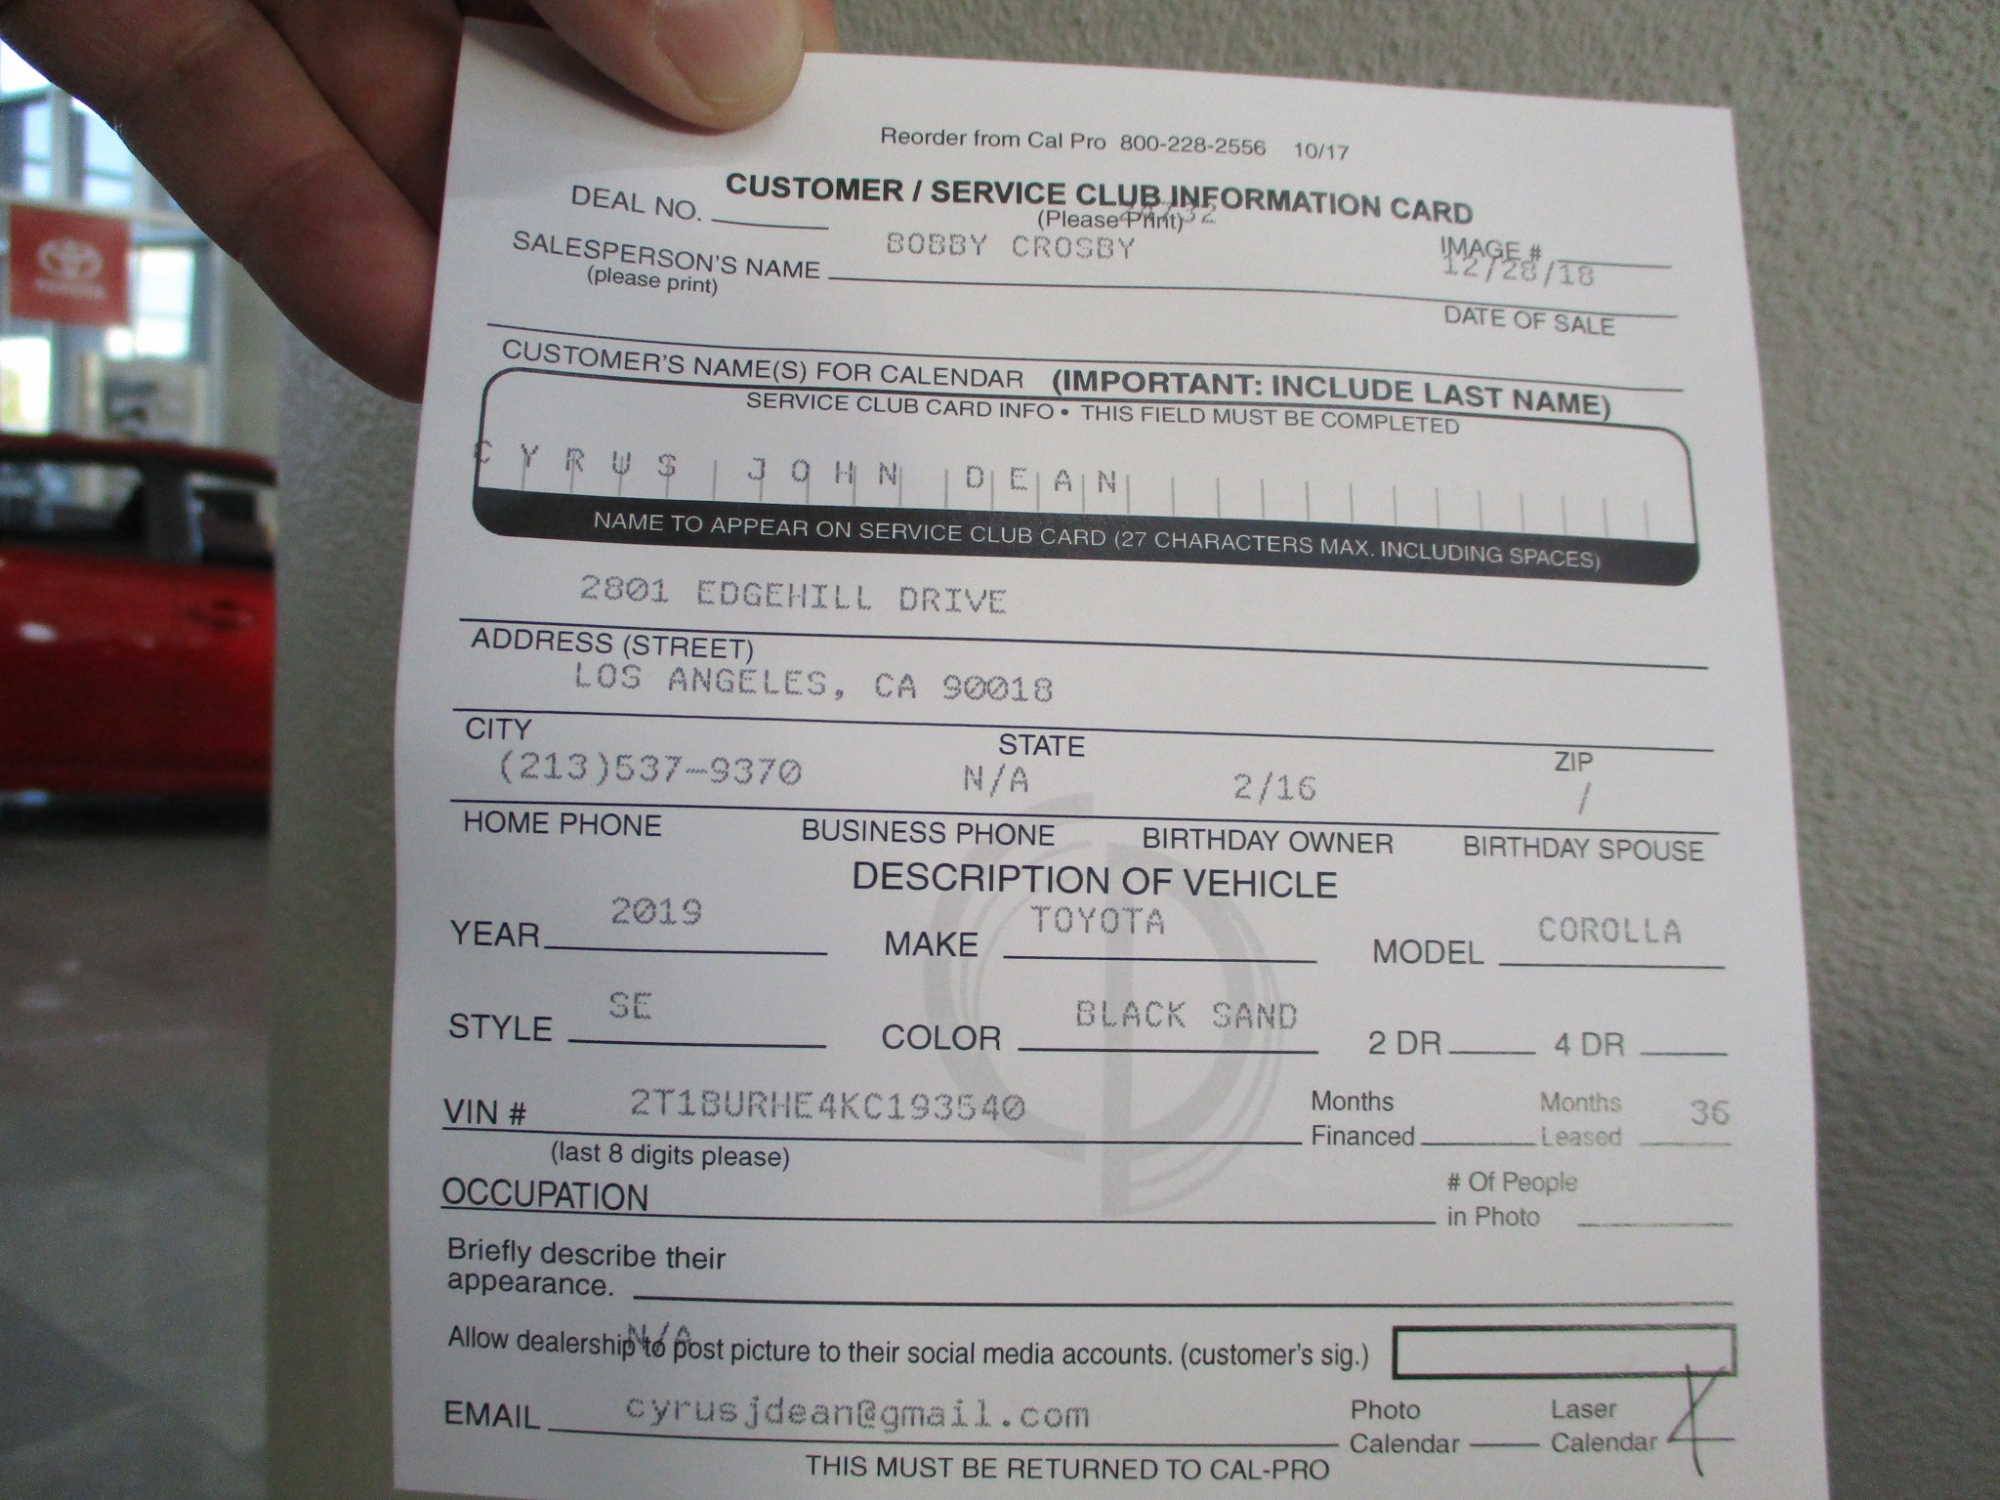 Reorder from Cal Pro 800-228-2556 10/17
CUSTOMER / SERVICE CLUB INFORMATION CARD
DEAL NO. (Please Print)
BOBBY CROSBY
IMAGE #
SALESPERSON'S NAME 12/28/18
(please print)
DATE OF SALE
CUSTOMER'S NAME(S) FOR CALENDAR (IMPORTANT: INCLUDE LAST NAME)
SERVICE CLUB CARD INFO • THIS FIELD MUST BE COMPLETED
CYRUS JOHN DEAN
NAME TO APPEAR ON SERVICE CLUB CARD (27 CHARACTERS MAX. INCLUDING SPACES)
2801 EDGEHILL DRIVE
ADDRESS (STREET)
LOS ANGELES, CA 90018
CITY STATE ZIP
(213)537-9370 N/A 2/16 /
HOME PHONE BUSINESS PHONE BIRTHDAY OWNER BIRTHDAY SPOUSE
DESCRIPTION OF VEHICLE
YEAR 2019 MAKE TOYOTA MODEL COROLLA
STYLE SE COLOR BLACK SAND 2 DR 4 DR
VIN # 2T1BURHE4KC193540 Months Financed Months Leased 36
(last 8 digits please)
OCCUPATION # Of People in Photo
Briefly describe their
appearance.
N/A
Allow dealership to post picture to their social media accounts. (customer's sig.)
EMAIL cyrusjdean@gmail.com Photo Calendar Laser Calendar
THIS MUST BE RETURNED TO CAL-PRO
TOYOTA